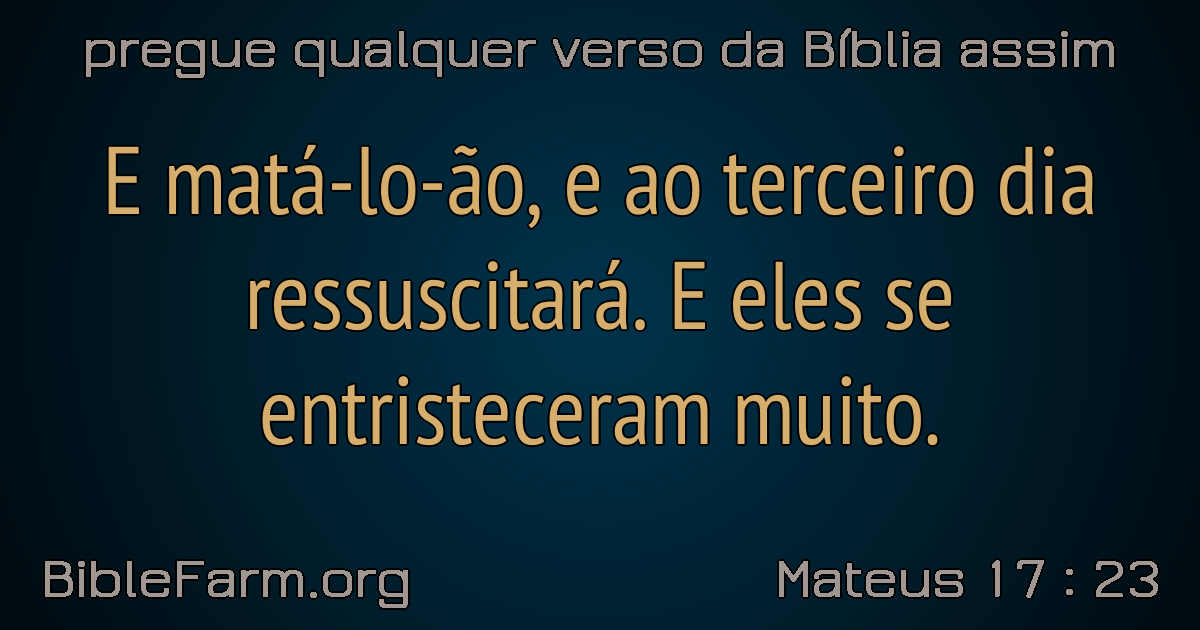 pregue qualquer verso da Bíblia assim
E matá-lo-ão, e ao terceiro dia
ressuscitará. E eles se
entristeceram muito.
BibleFarm.org
Mateus 17 : 23